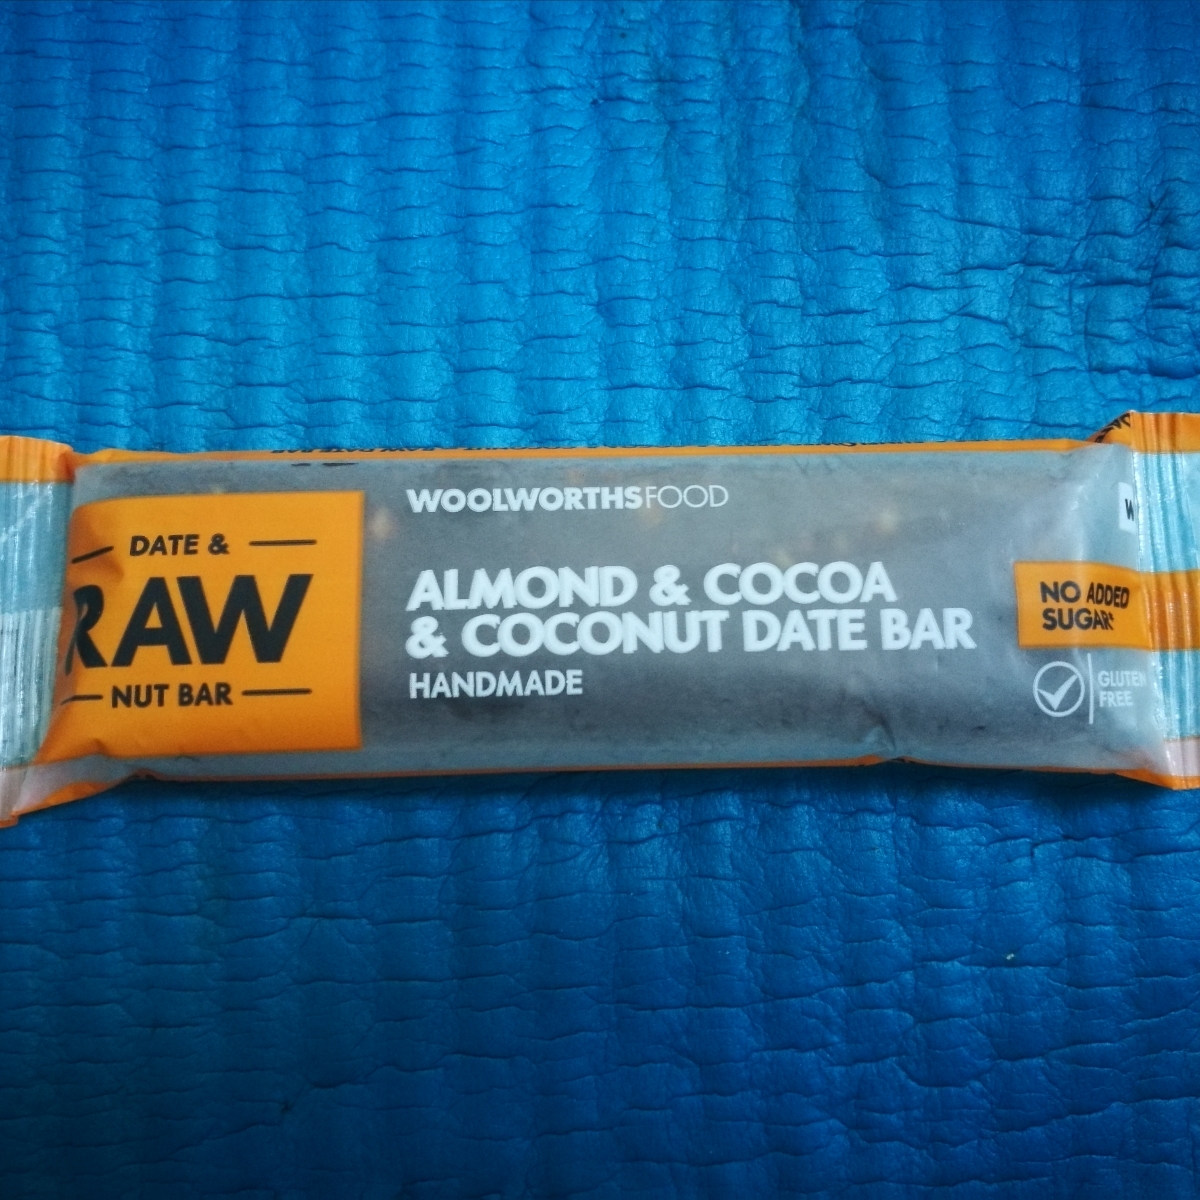 WOOLWORTHSFOOD
DATE &
RAW
NUT BAR
ALMOND & COCOA
& COCONUT DATE BAR
HANDMADE
NO ADDED
SUGAR*
GLUTEN
FREE
W